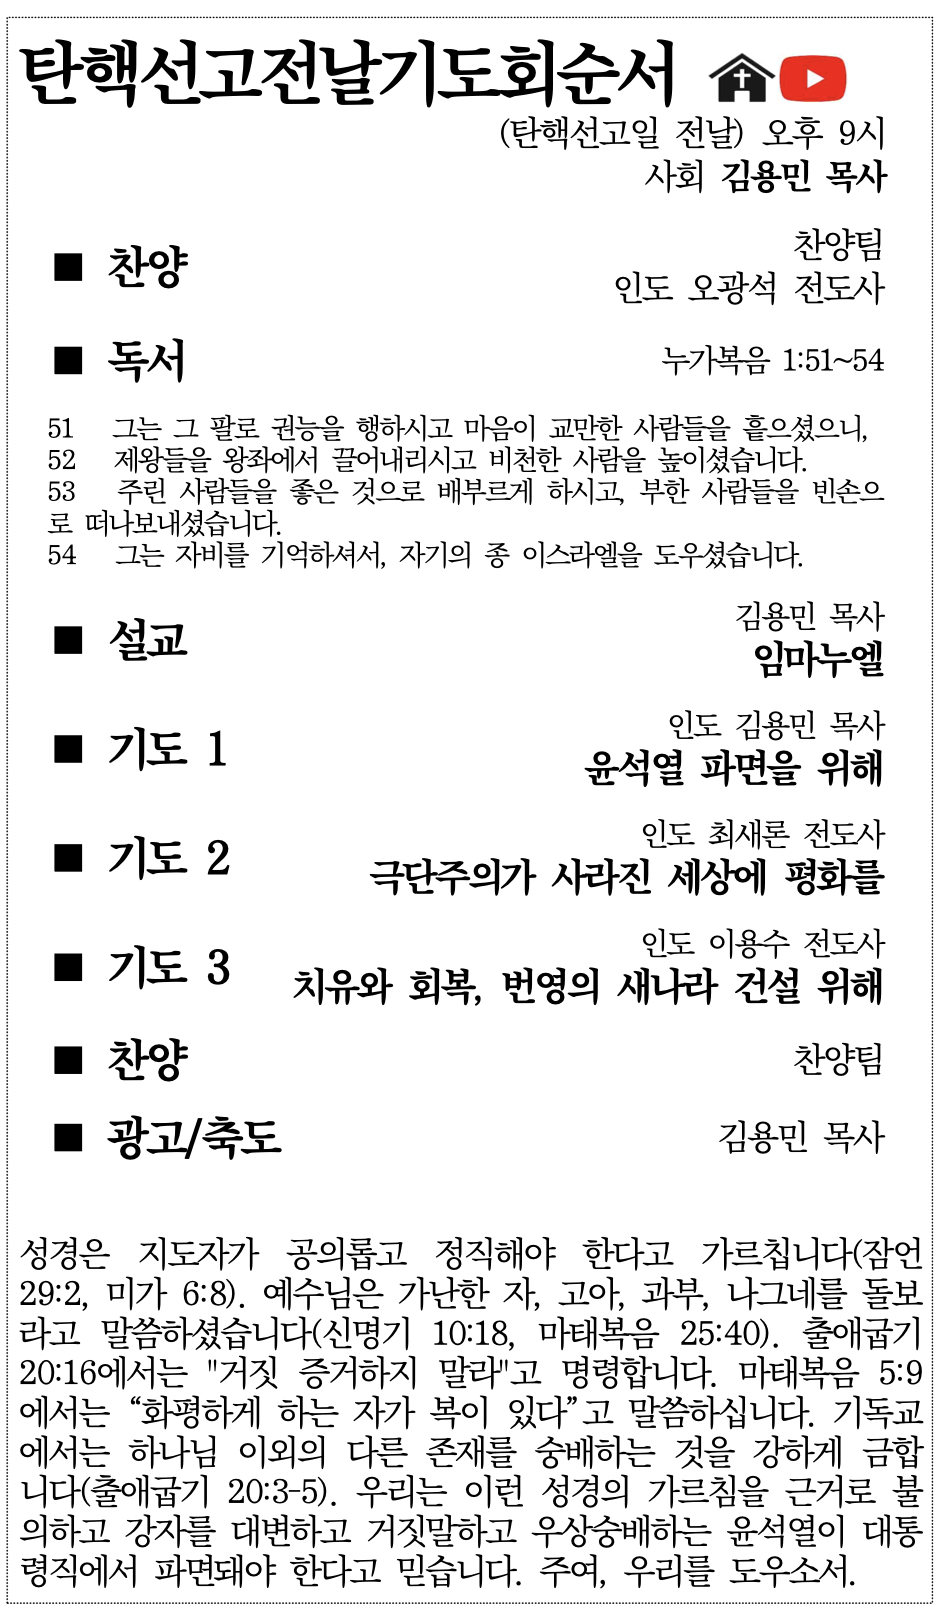 탄핵선고전날기도회순서
(탄핵선고일 전날) 오후 9시
사회 김용민 목사
■ 찬양
찬양팀
인도 오광석 전도사
■ 독서 누가복음 1:51~54
51 그는 그 팔로 권능을 행하시고 마음이 교만한 사람들을 흩으셨으니,
52 제왕들을 왕좌에서 끌어내리시고 비천한 사람을 높이셨습니다.
53 주린 사람들을 좋은 것으로 배부르게 하시고, 부한 사람들을 빈손으
로 떠나보내셨습니다.
54 그는 자비를 기억하셔서, 자기의 종 이스라엘을 도우셨습니다.
■ 설교
김용민 목사
임마누엘
■ 기도 1
인도 김용민 목사
윤석열 파면을 위해
■ 기도 2
인도 최새론 전도사
극단주의가 사라진 세상에 평화를
■ 기도 3
인도 이용수 전도사
치유와 회복, 번영의 새나라 건설 위해
■ 찬양 찬양팀
■ 광고/축도 김용민 목사
성경은 지도자가 공의롭고 정직해야 한다고 가르칩니다(잠언
29:2, 미가 6:8). 예수님은 가난한 자, 고아, 과부, 나그네를 돌보
라고 말씀하셨습니다(신명기 10:18, 마태복음 25:40). 출애굽기
20:16에서는 "거짓 증거하지 말라"고 명령합니다. 마태복음 5:9
에서는 “화평하게 하는 자가 복이 있다”고 말씀하십니다. 기독교
에서는 하나님 이외의 다른 존재를 숭배하는 것을 강하게 금합
니다(출애굽기 20:3-5). 우리는 이런 성경의 가르침을 근거로 불
의하고 강자를 대변하고 거짓말하고 우상숭배하는 윤석열이 대통
령직에서 파면돼야 한다고 믿습니다. 주여, 우리를 도우소서.